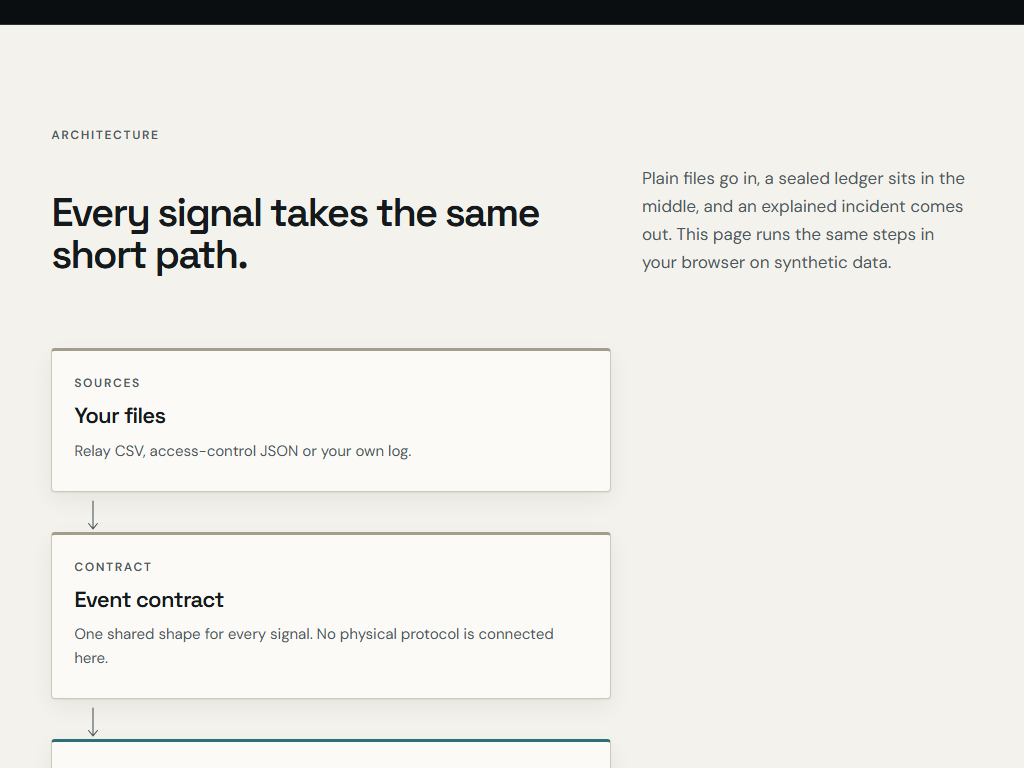 ARCHITECTURE
Every signal takes the same
short path.
Plain files go in, a sealed ledger sits in the
middle, and an explained incident comes
out. This page runs the same steps in
your browser on synthetic data.
SOURCES
Your files
Relay CSV, access-control JSON or your own log.
CONTRACT
Event contract
One shared shape for every signal. No physical protocol is connected
here.